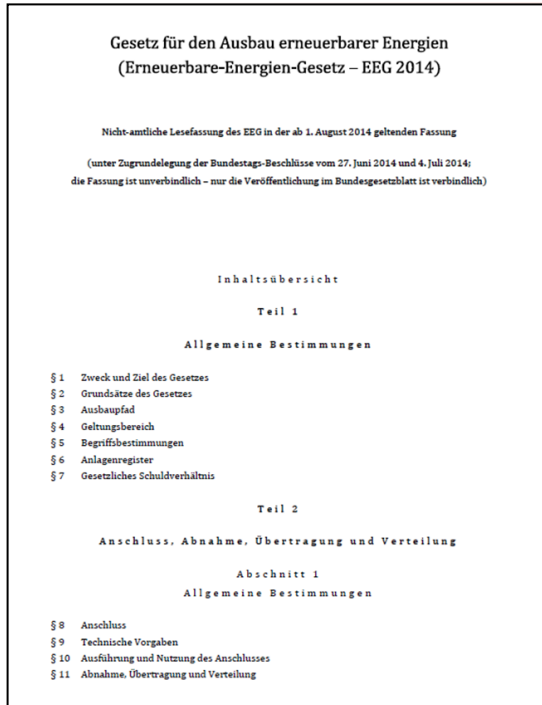 Gesetz für den Ausbau erneuerbarer Energien
(Erneuerbare-Energien-Gesetz – EEG 2014)
Nicht-amtliche Lesefassung des EEG in der ab 1. August 2014 geltenden Fassung
(unter Zugrundelegung der Bundestags-Beschlüsse vom 27. Juni 2014 und 4. Juli 2014;
die Fassung ist unverbindlich – nur die Veröffentlichung im Bundesgesetzblatt ist verbindlich)
Inhaltsübersicht
Teil 1
Allgemeine Bestimmungen
§ 1 Zweck und Ziel des Gesetzes
§ 2 Grundsätze des Gesetzes
§ 3 Ausbaupfad
§ 4 Geltungsbereich
§ 5 Begriffsbestimmungen
§ 6 Anlagenregister
§ 7 Gesetzliches Schuldverhältnis
Teil 2
Anschluss, Abnahme, Übertragung und Verteilung
Abschnitt 1
Allgemeine Bestimmungen
§ 8 Anschluss
§ 9 Technische Vorgaben
§ 10 Ausführung und Nutzung des Anschlusses
§ 11 Abnahme, Übertragung und Verteilung